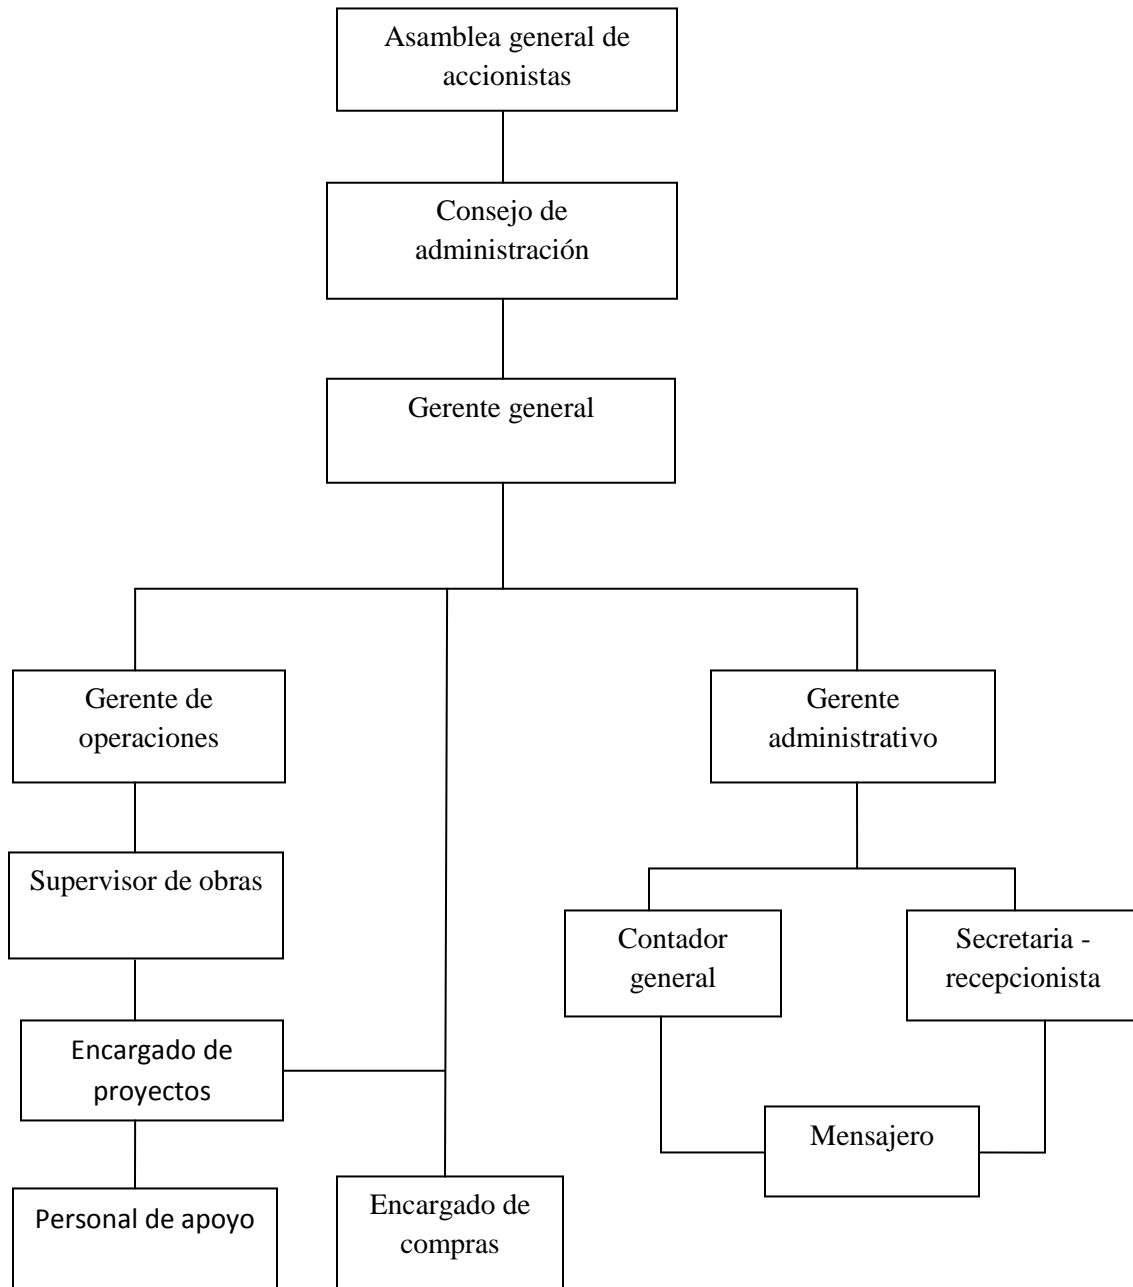 Asamblea general de
accionistas
Consejo de
administración
Gerente general
Gerente de
operaciones
Gerente
administrativo
Supervisor de obras
Contador
general
Secretaria -
recepcionista
Encargado de
proyectos
Mensajero
Personal de apoyo
Encargado de
compras